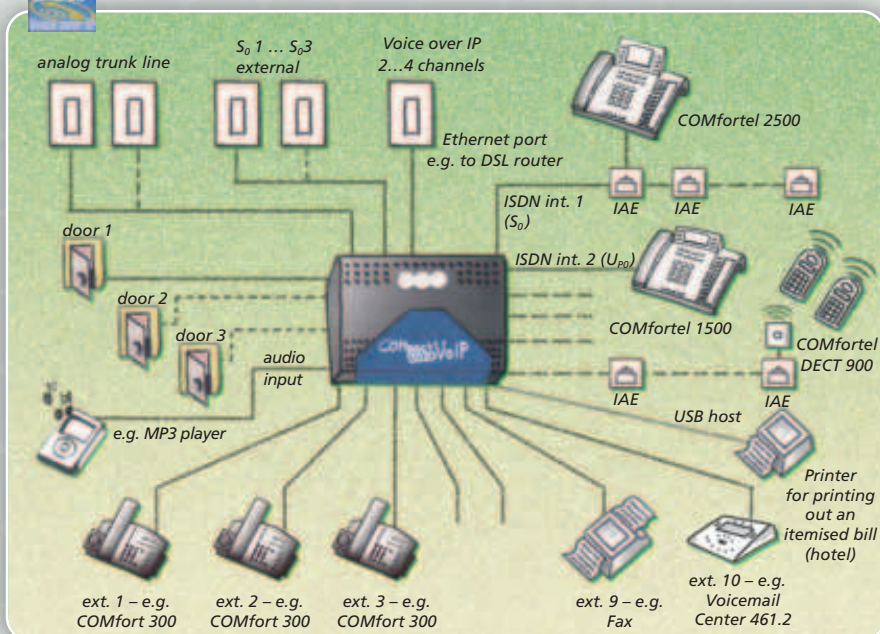 analog trunk line
S₀ 1 ... S₀3
external
Voice over IP
2...4 channels
Ethernet port
e.g. to DSL router
COMfortel 2500
ISDN int. 1
(S₀)
IAE
IAE
IAE
door 1
ISDN int. 2 (U_P0)
door 2
door 3
COMfortel 1500
COMfortel
DECT 900
audio
input
VoIP
IAE
IAE
e.g. MP3 player
USB host
Printer
for printing
out an
itemised bill
(hotel)
ext. 1 – e.g.
COMfort 300
ext. 2 – e.g.
COMfort 300
ext. 3 – e.g.
COMfort 300
ext. 9 – e.g.
Fax
ext. 10 – e.g.
Voicemail
Center 461.2